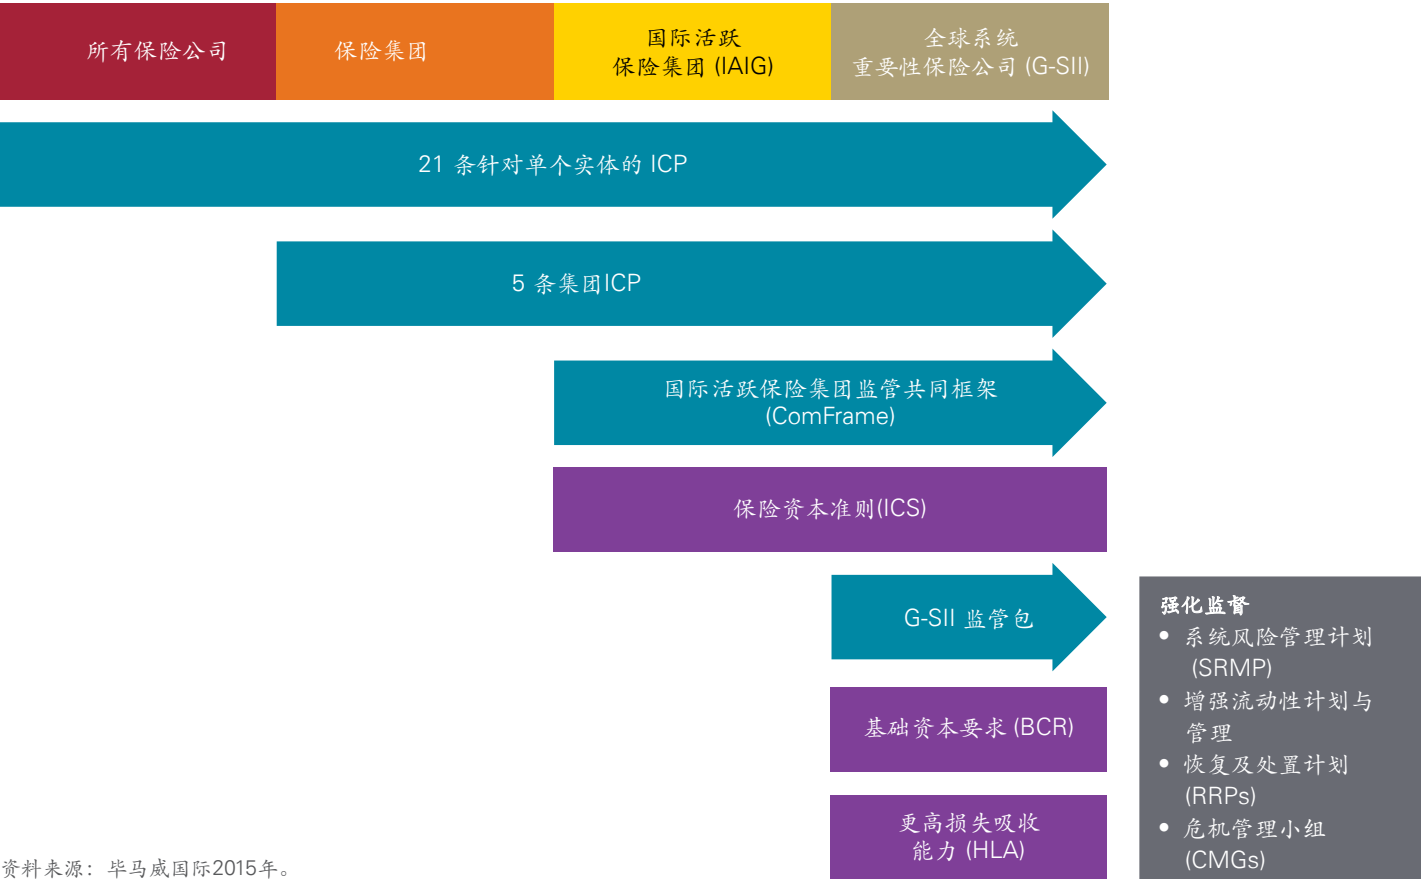 所有保险公司
保险集团
国际活跃
保险集团 (IAIG)
全球系统
重要性保险公司 (G-SII)
21 条针对单个实体的 ICP
5 条集团ICP
国际活跃保险集团监管共同框架
(ComFrame)
保险资本准则(ICS)
G-SII 监管包
基础资本要求 (BCR)
更高损失吸收
能力 (HLA)
强化监督
• 系统风险管理计划
(SRMP)
• 增强流动性计划与
管理
• 恢复及处置计划
(RRPs)
• 危机管理小组
(CMGs)
资料来源：毕马威国际2015年。